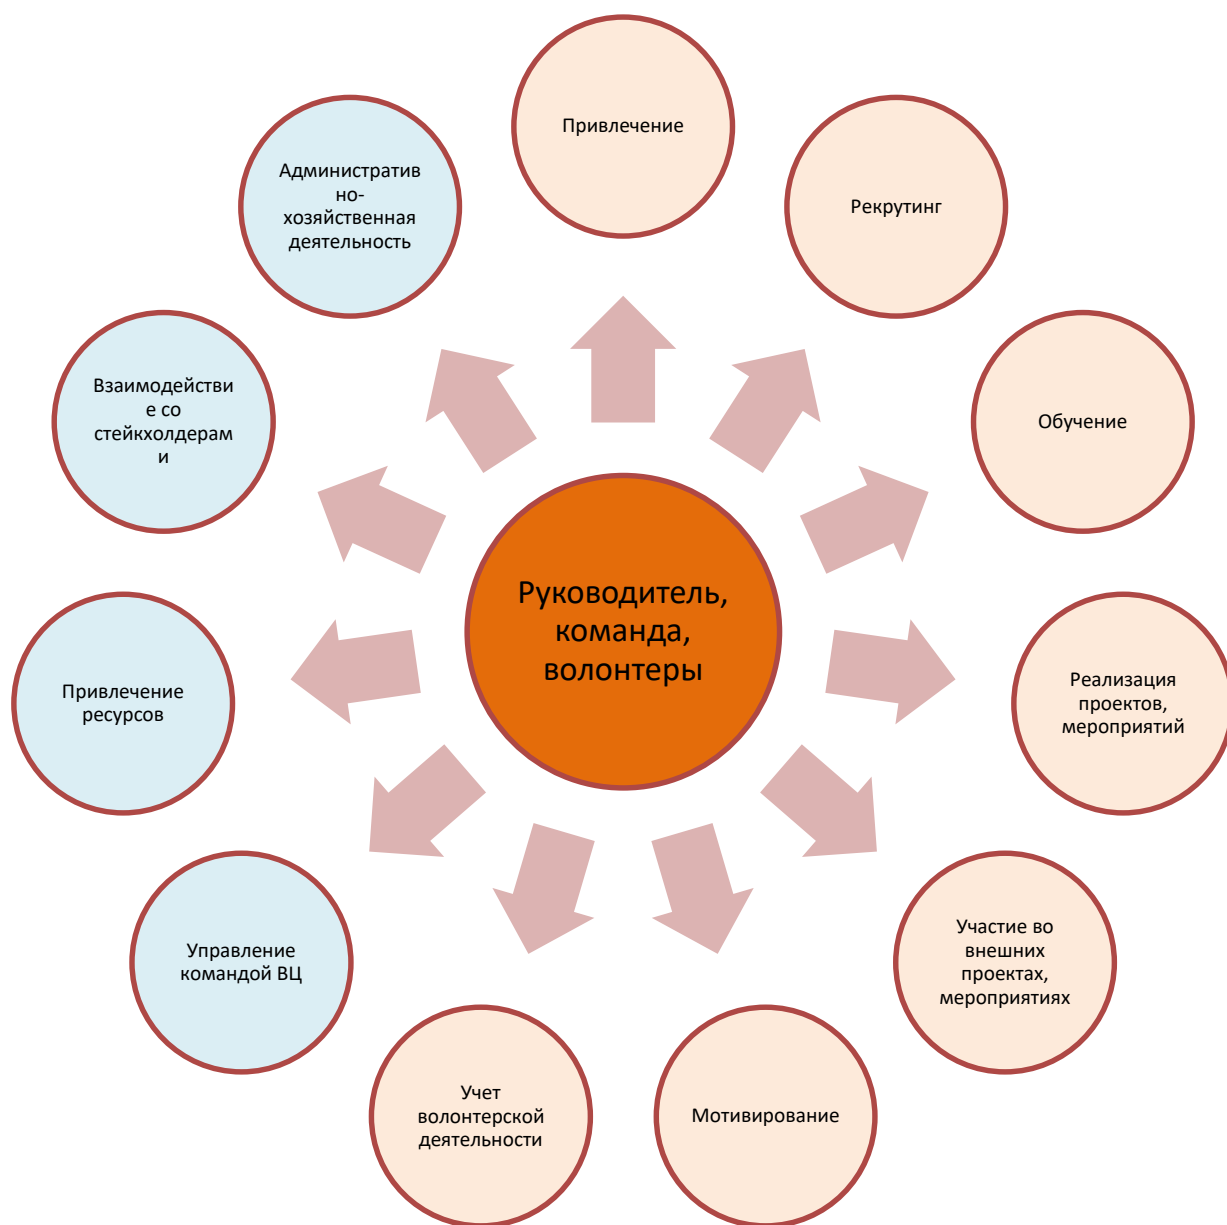 Привлечение
Рекрутинг
Обучение
Реализация
проектов,
мероприятий
Участие во
внешних
проектах,
мероприятиях
Мотивирование
Учет
волонтерской
деятельности
Управление
командой ВЦ
Привлечение
ресурсов
Взаимодействи
е со
стейкхолдерам
и
Административ
но-
хозяйственная
деятельность
Руководитель,
команда,
волонтеры